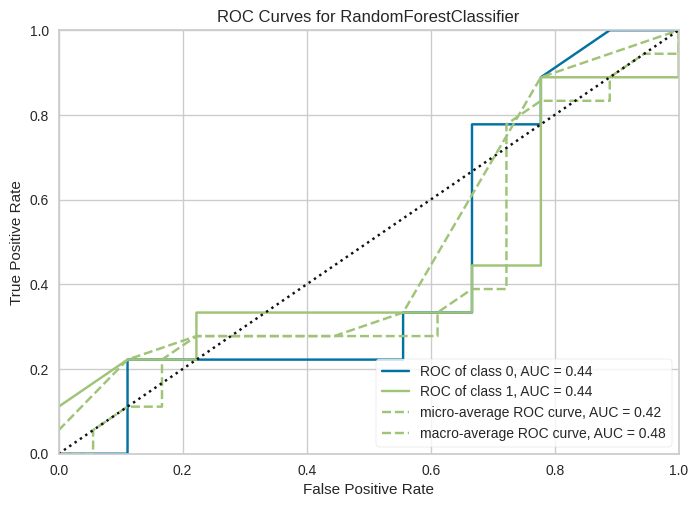 ROC Curves for RandomForestClassifier
True Positive Rate
1.0
0.8
0.6
0.4
0.2
0.0
ROC of class 0, AUC = 0.44
ROC of class 1, AUC = 0.44
micro-average ROC curve, AUC = 0.42
macro-average ROC curve, AUC = 0.48
0.0 0.2 0.4 0.6 0.8 1.0
False Positive Rate